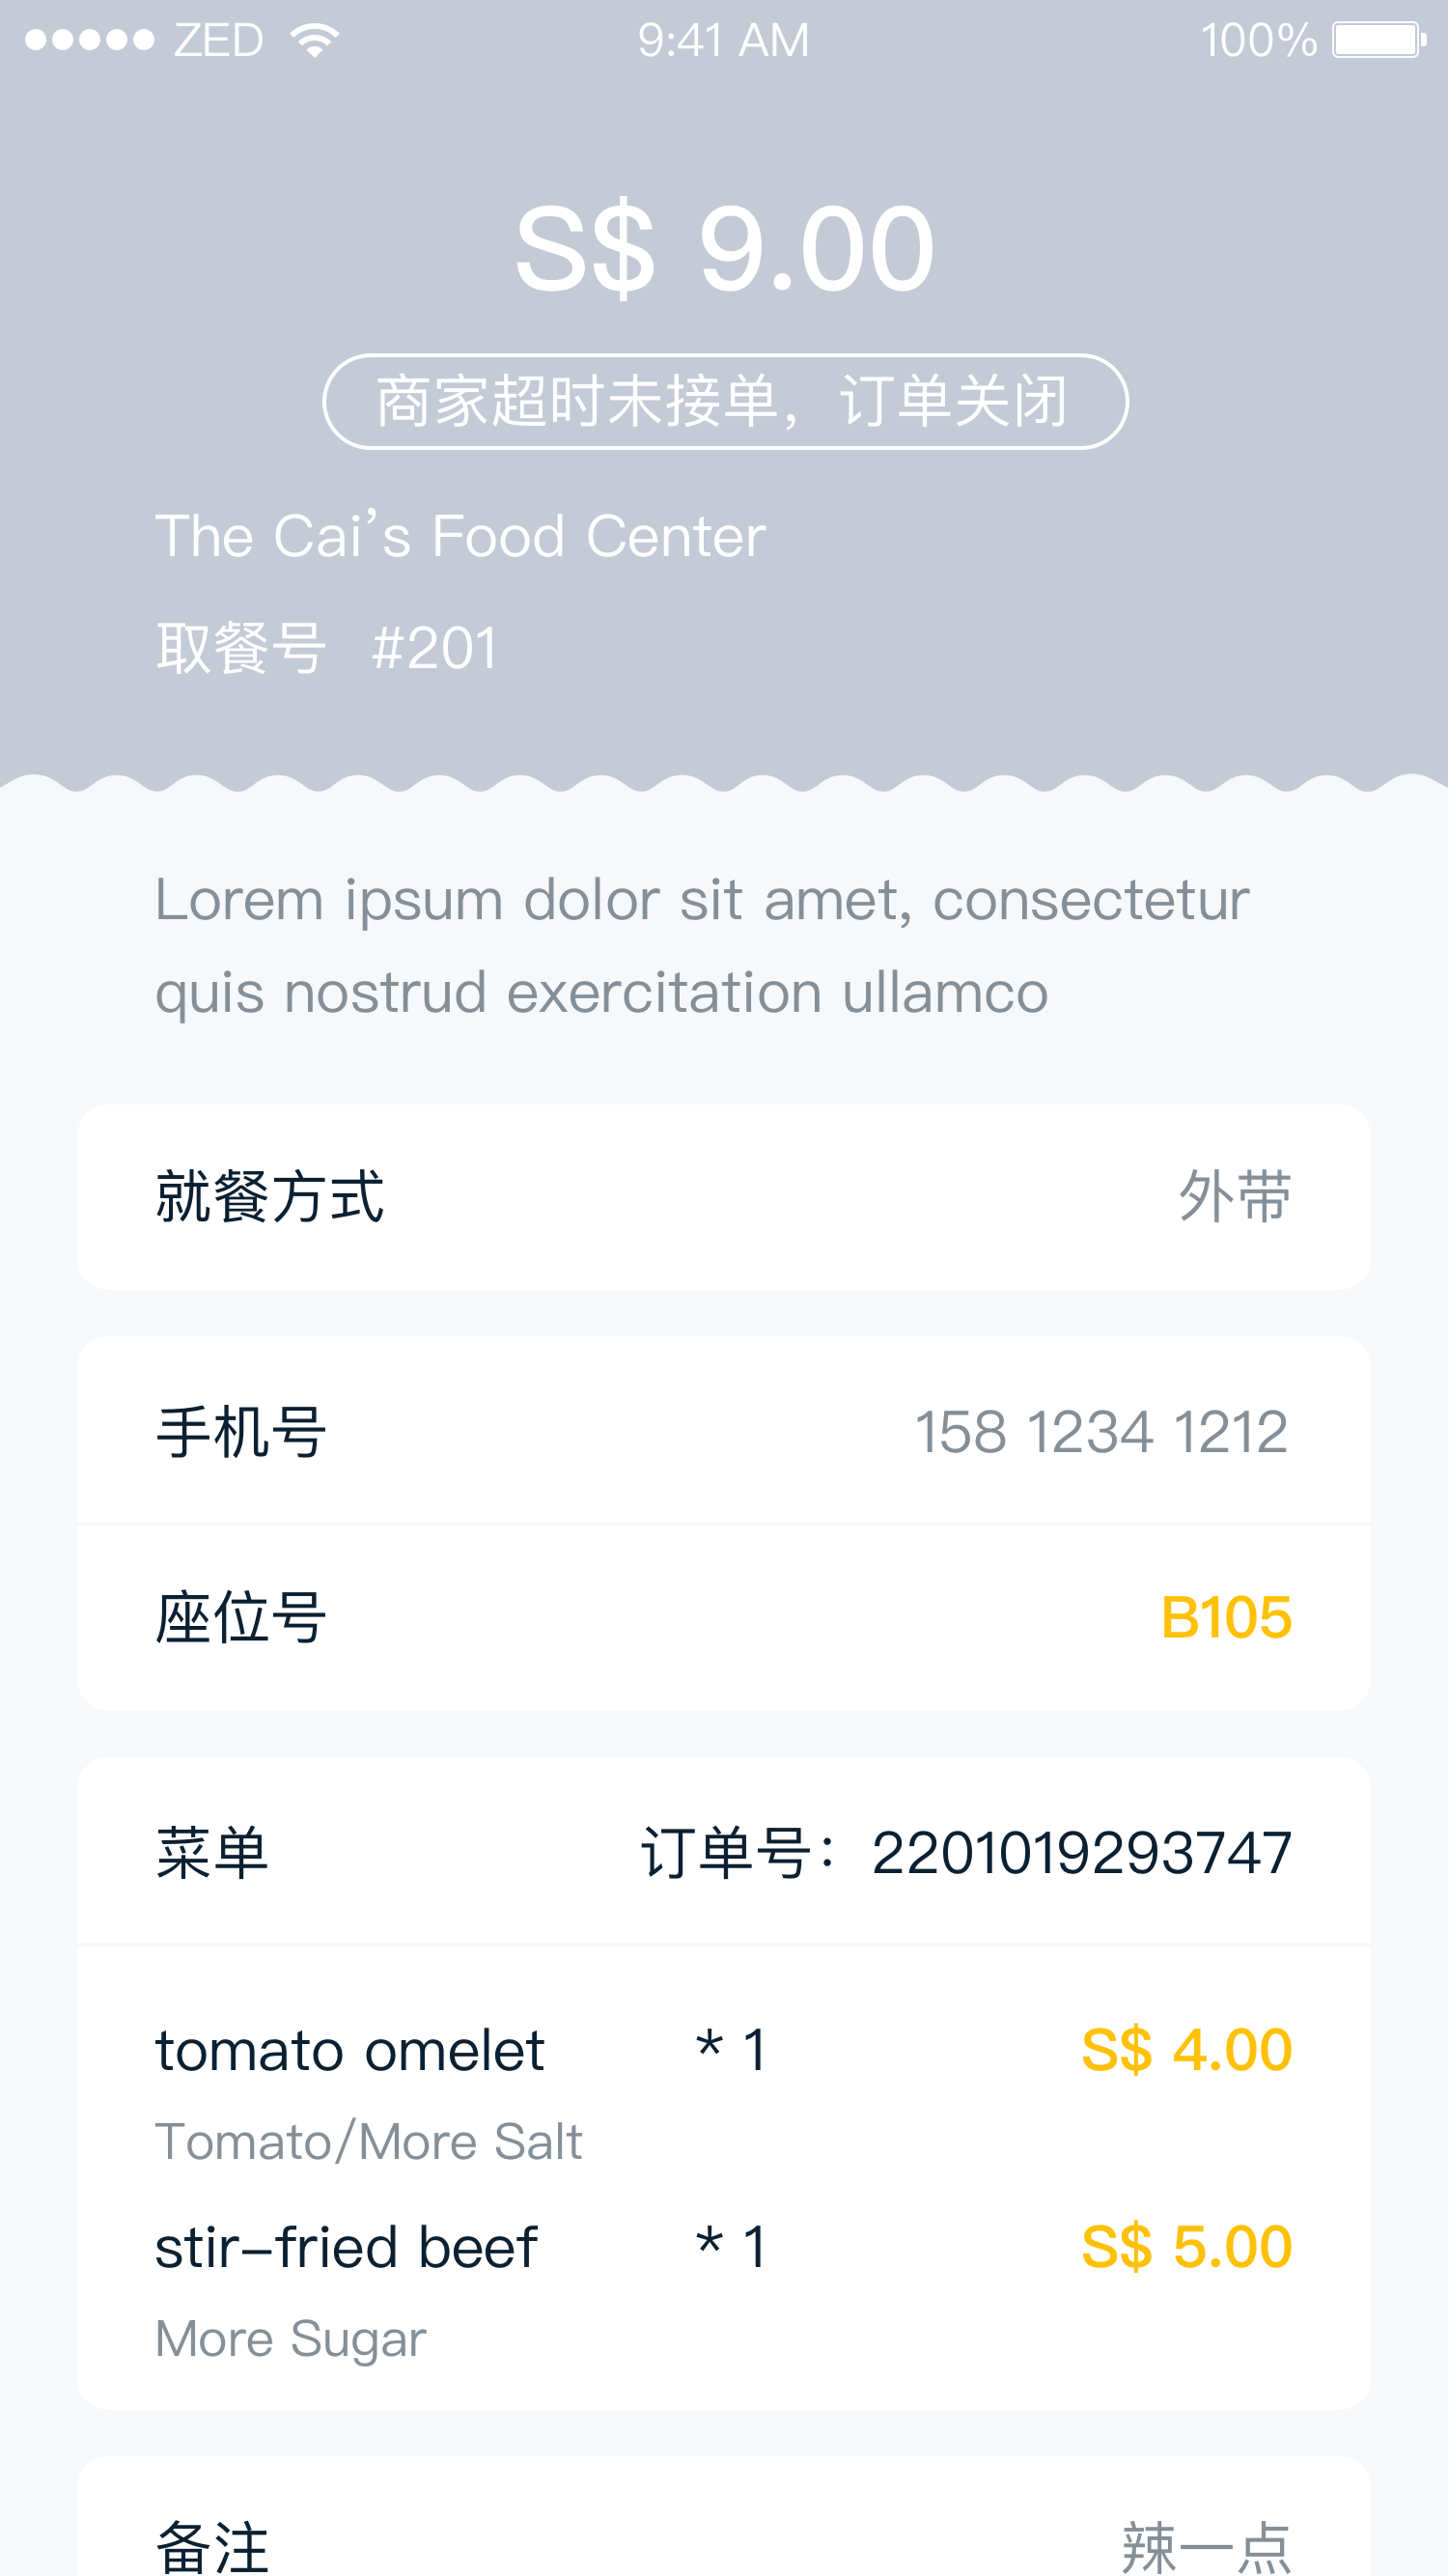 ZED 9:41 AM 100%
S$ 9.00
商家超时未接单，订单关闭
The Cai's Food Center
取餐号 #201
Lorem ipsum dolor sit amet, consectetur
quis nostrud exercitation ullamco
就餐方式 外带
手机号 158 1234 1212
座位号 B105
菜单 订单号：2201019293747
tomato omelet * 1 S$ 4.00
Tomato/More Salt
stir-fried beef * 1 S$ 5.00
More Sugar
备注 辣一点